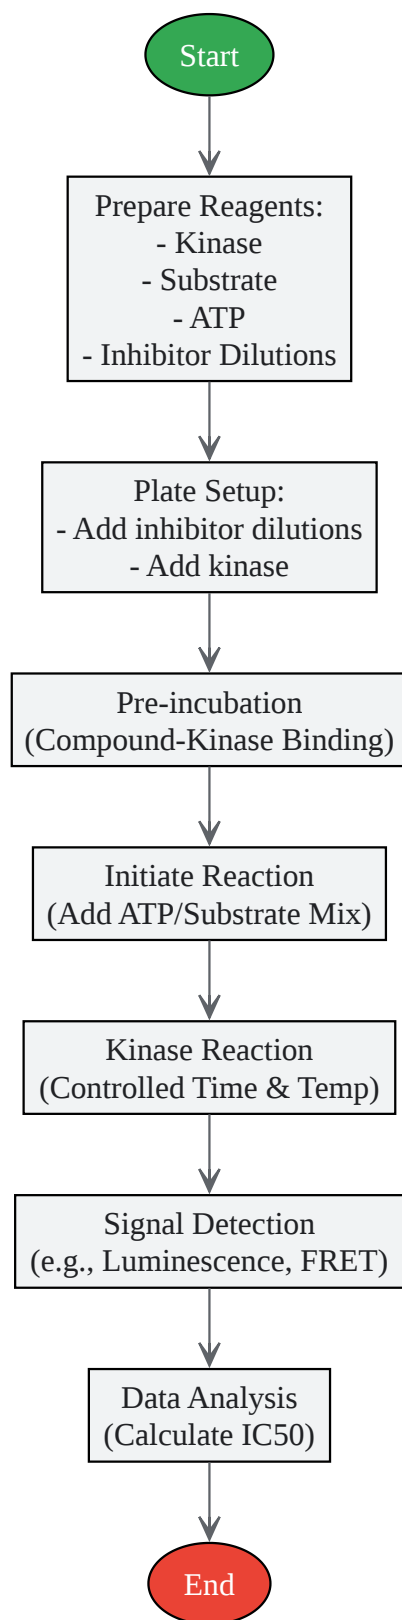 Start
Prepare Reagents:
- Kinase
- Substrate
- ATP
- Inhibitor Dilutions
Plate Setup:
- Add inhibitor dilutions
- Add kinase
Pre-incubation
(Compound-Kinase Binding)
Initiate Reaction
(Add ATP/Substrate Mix)
Kinase Reaction
(Controlled Time & Temp)
Signal Detection
(e.g., Luminescence, FRET)
Data Analysis
(Calculate IC50)
End